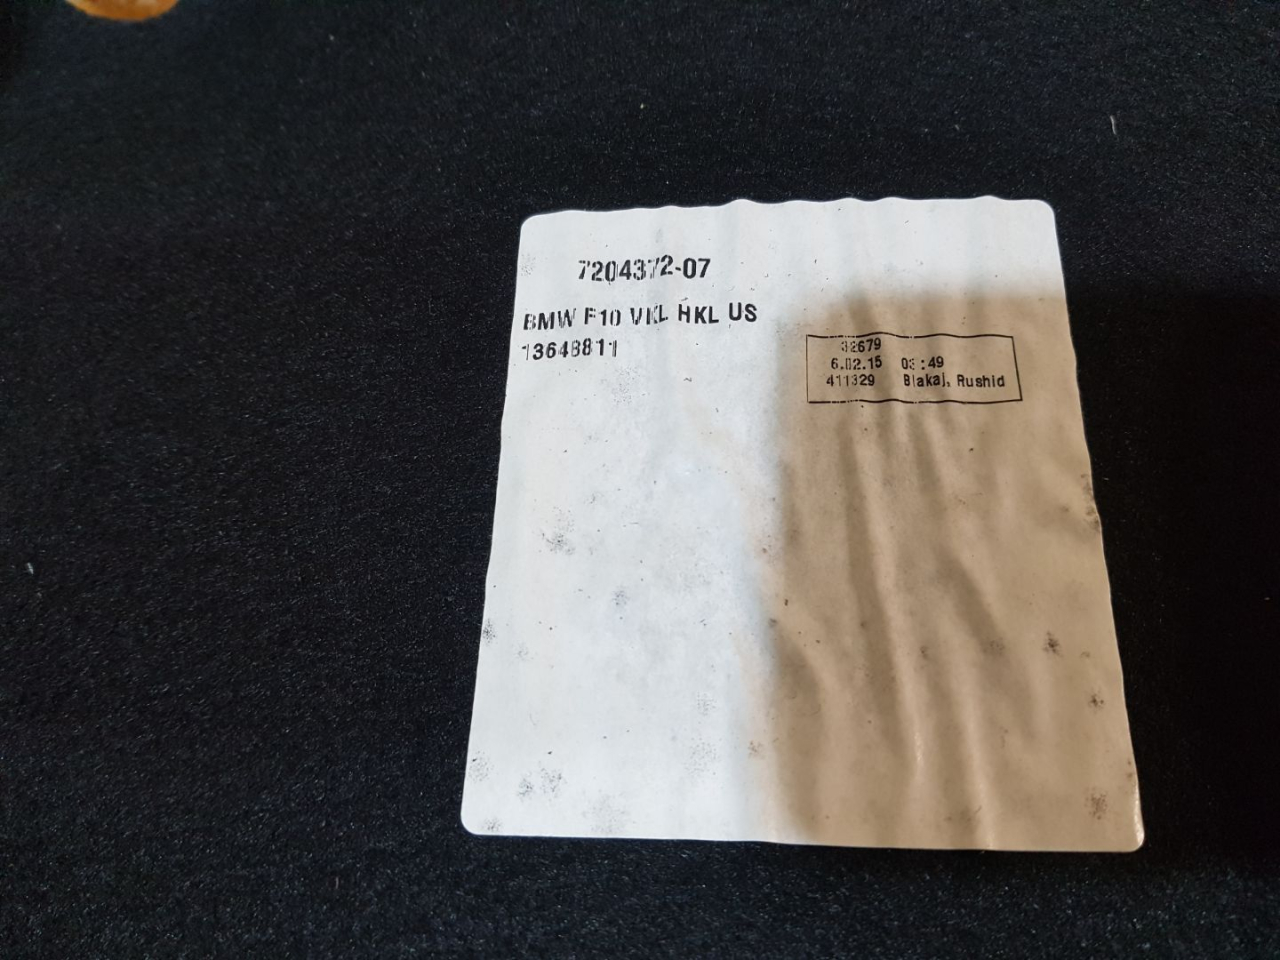 7204372-07
BMW F10 VKL HKL US
13648811
32679
6.02.15 03:49
411329 Blakaj, Rushid